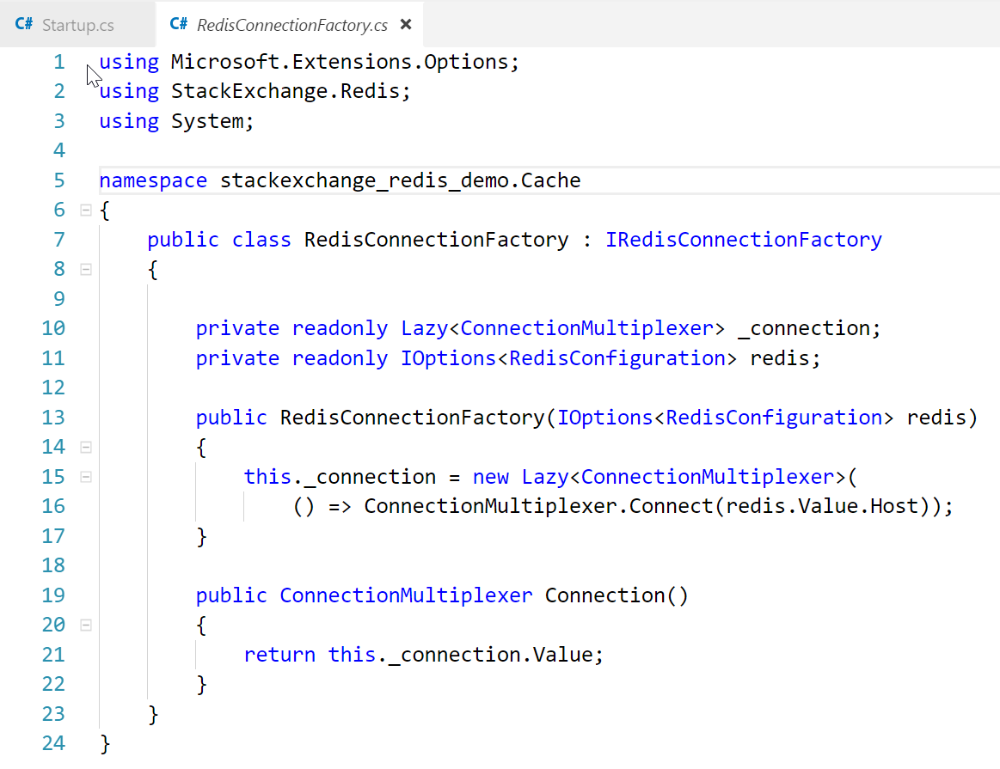 C# Startup.cs C# RedisConnectionFactory.cs ×
1 using Microsoft.Extensions.Options;
2 using StackExchange.Redis;
3 using System;
4
5 namespace stackexchange_redis_demo.Cache
6 {
7     public class RedisConnectionFactory : IRedisConnectionFactory
8     {
9
10         private readonly Lazy<ConnectionMultiplexer> _connection;
11         private readonly IOptions<RedisConfiguration> redis;
12
13         public RedisConnectionFactory(IOptions<RedisConfiguration> redis)
14         {
15             this._connection = new Lazy<ConnectionMultiplexer>(
16                 () => ConnectionMultiplexer.Connect(redis.Value.Host));
17         }
18
19         public ConnectionMultiplexer Connection()
20         {
21             return this._connection.Value;
22         }
23     }
24 }